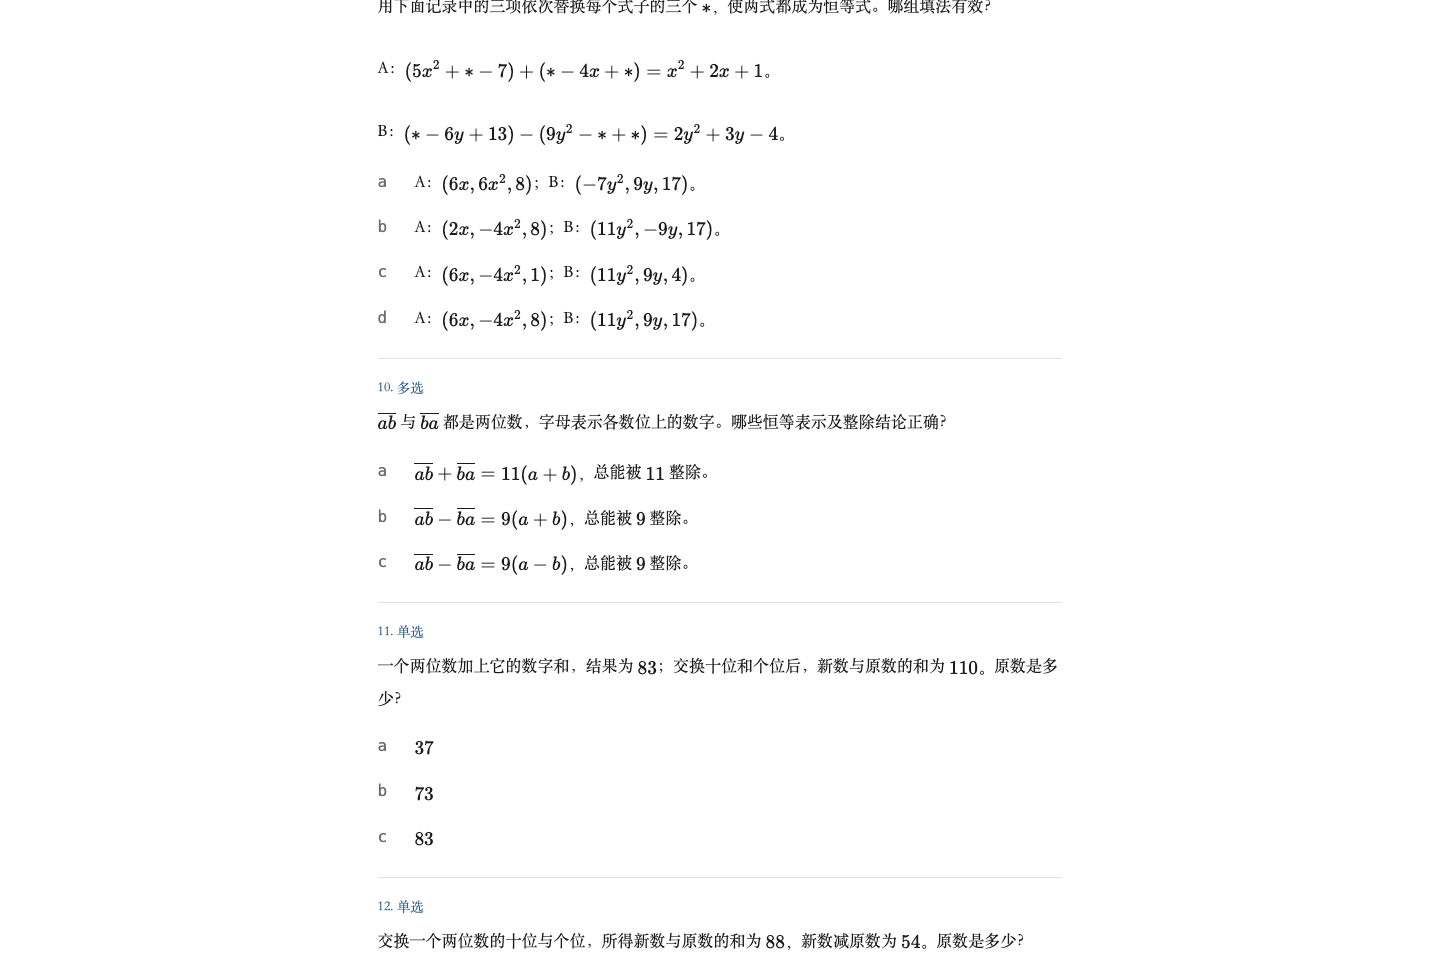 用下面记录中的三项依次替换每个式子的三个 *，使两式都成为恒等式。哪组填法有效？
A： (5x² + * − 7) + (* − 4x + *) = x² + 2x + 1。
B： (* − 6y + 13) − (9y² − * + *) = 2y² + 3y − 4。
a A： (6x, 6x², 8)； B： (−7y², 9y, 17)。
b A： (2x, −4x², 8)； B： (11y², −9y, 17)。
c A： (6x, −4x², 1)； B： (11y², 9y, 4)。
d A： (6x, −4x², 8)； B： (11y², 9y, 17)。
10. 多选
a̅b̅ 与 b̅a̅ 都是两位数，字母表示各数位上的数字。哪些恒等表示及整除结论正确？
a a̅b̅ + b̅a̅ = 11(a + b)，总能被 11 整除。
b a̅b̅ − b̅a̅ = 9(a + b)，总能被 9 整除。
c a̅b̅ − b̅a̅ = 9(a − b)，总能被 9 整除。
11. 单选
一个两位数加上它的数字和，结果为 83；交换十位和个位后，新数与原数的和为 110。原数是多
少？
a 37
b 73
c 83
12. 单选
交换一个两位数的十位与个位，所得新数与原数的和为 88，新数减原数为 54。原数是多少？